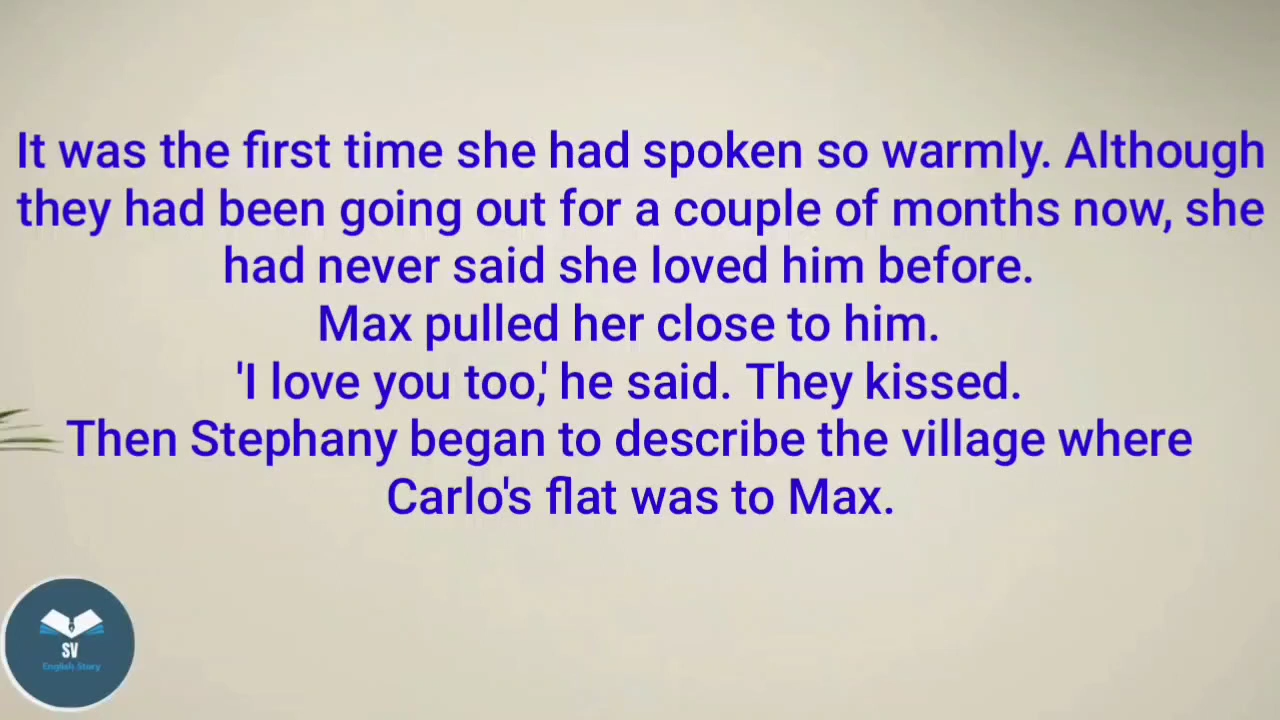 It was the first time she had spoken so warmly. Although
they had been going out for a couple of months now, she
had never said she loved him before.
Max pulled her close to him.
'I love you too,' he said. They kissed.
Then Stephany began to describe the village where
Carlo's flat was to Max.
SV
English Story